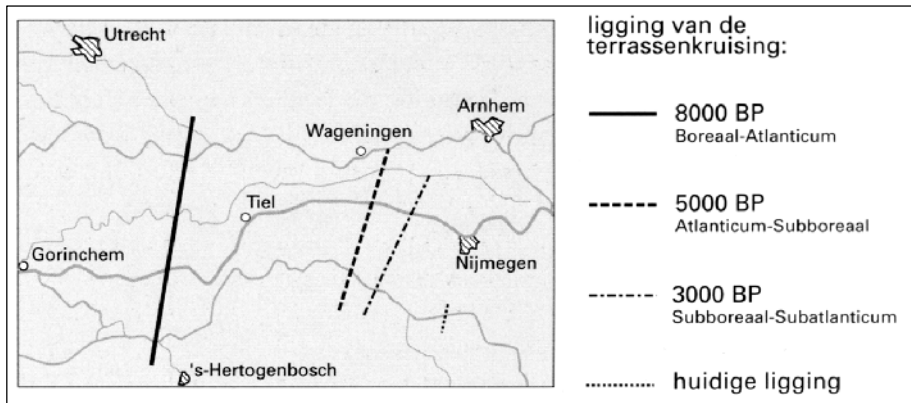 Utrecht
Arnhem
Wageningen
Tiel
Gorinchem
Nijmegen
's-Hertogenbosch
ligging van de
terrassenkruising:
8000 BP
Boreaal-Atlanticum
5000 BP
Atlanticum-Subboreaal
3000 BP
Subboreaal-Subatlanticum
huidige ligging